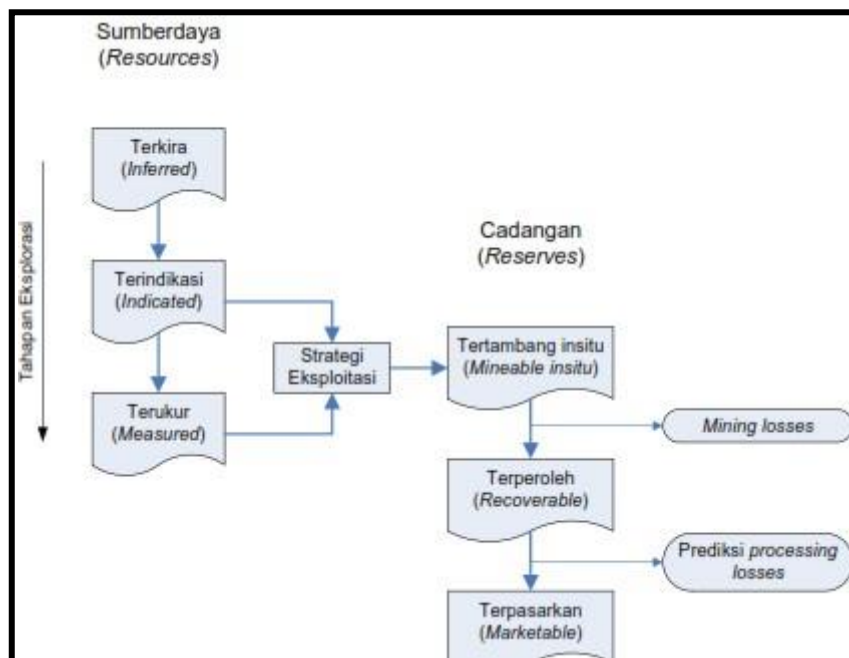 Sumberdaya
(Resources)
Terkira
(Inferred)
Tahapan Eksplorasi
Terindikasi
(Indicated)
Terukur
(Measured)
Strategi
Eksploitasi
Cadangan
(Reserves)
Tertambang insitu
(Mineable insitu)
Mining losses
Terperoleh
(Recoverable)
Prediksi processing
losses
Terpasarkan
(Marketable)